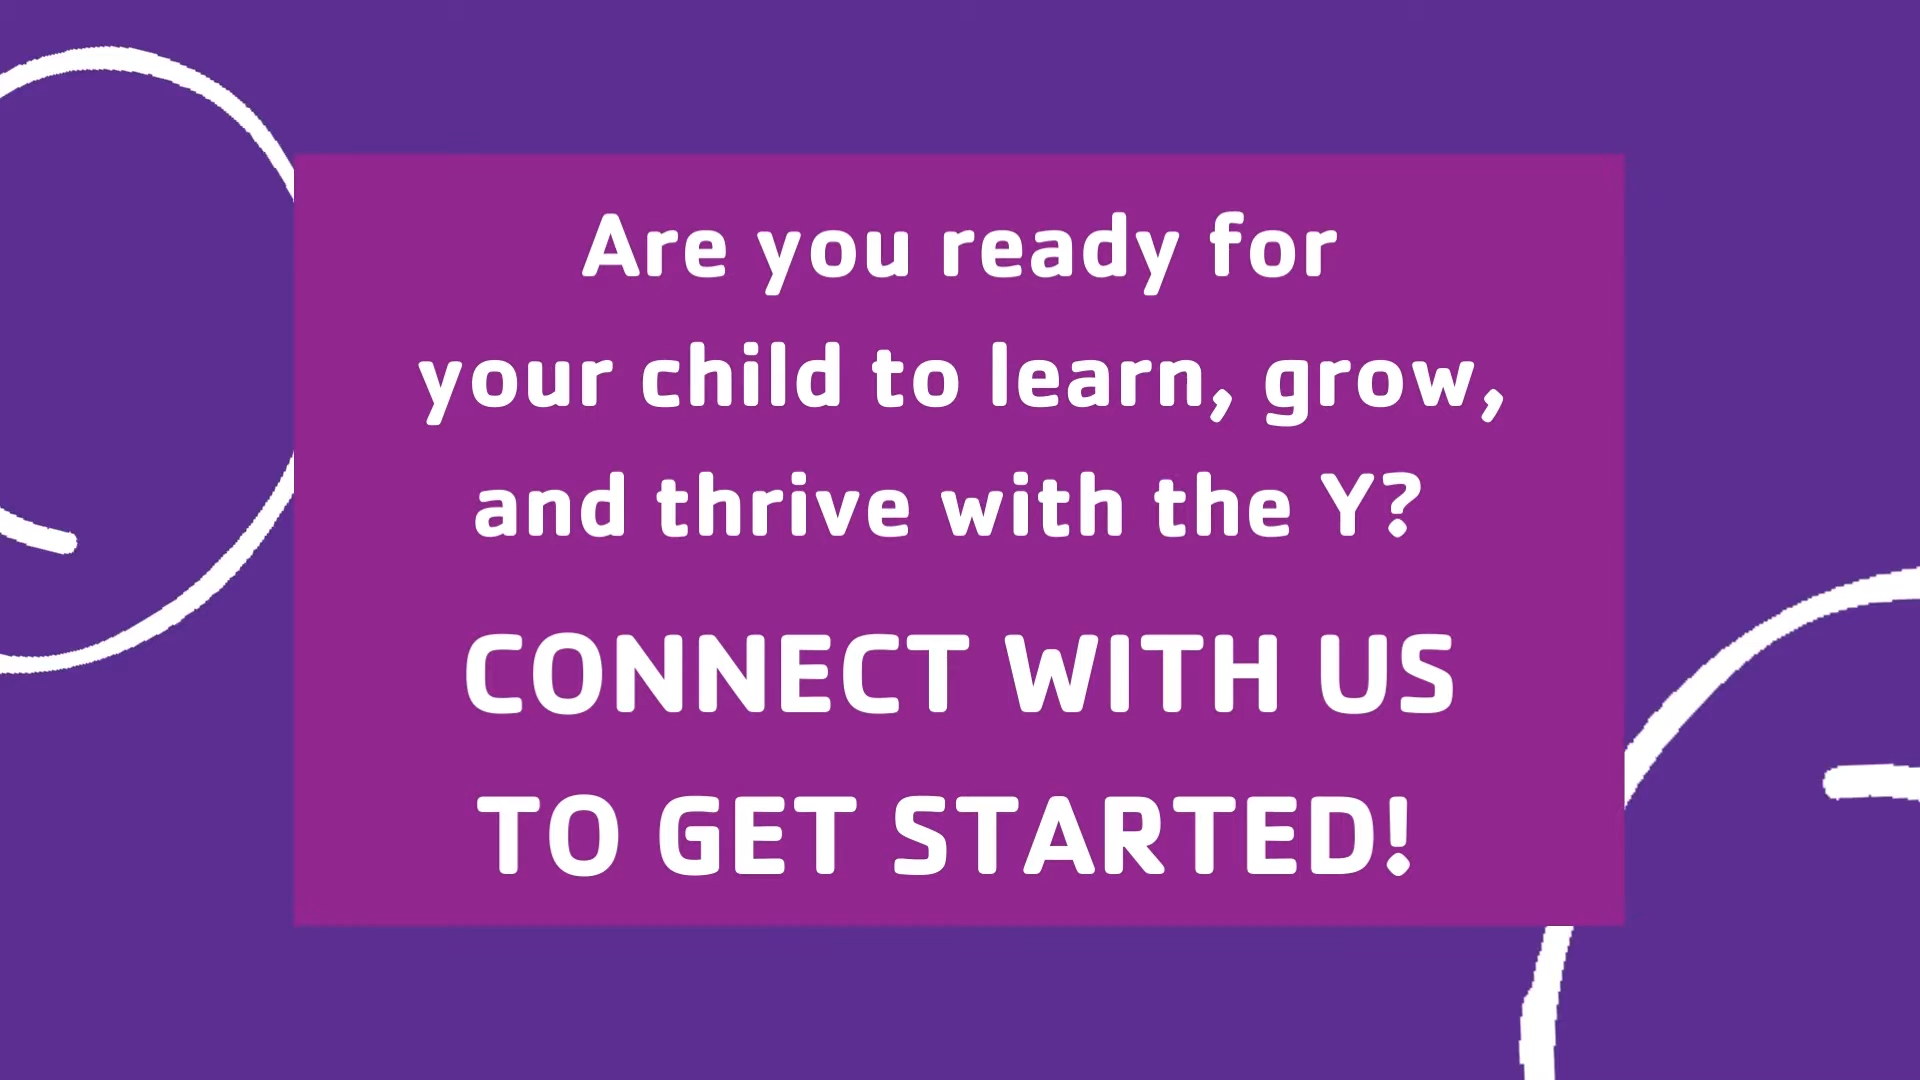 Are you ready for
your child to learn, grow,
and thrive with the Y?
CONNECT WITH US
TO GET STARTED!